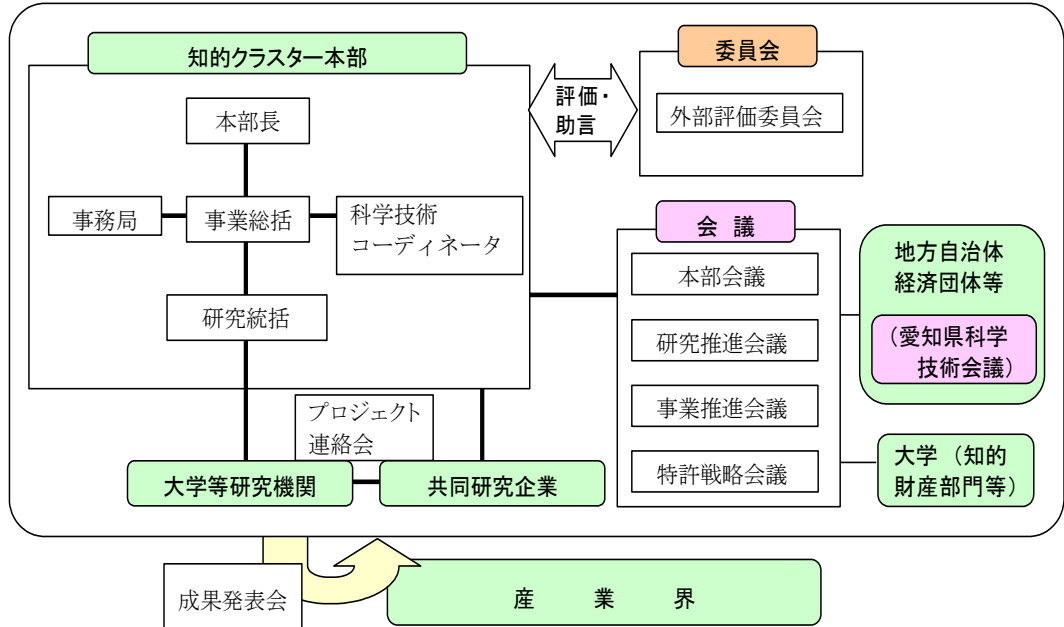 知的クラスター本部
本部長
事務局
事業総括
科学技術
コーディネータ
研究統括
評価・
助言
委員会
外部評価委員会
会 議
本部会議
研究推進会議
事業推進会議
特許戦略会議
地方自治体
経済団体等
(愛知県科学
技術会議)
大学(知的
財産部門等)
プロジェクト
連絡会
大学等研究機関
共同研究企業
成果発表会
産 業 界